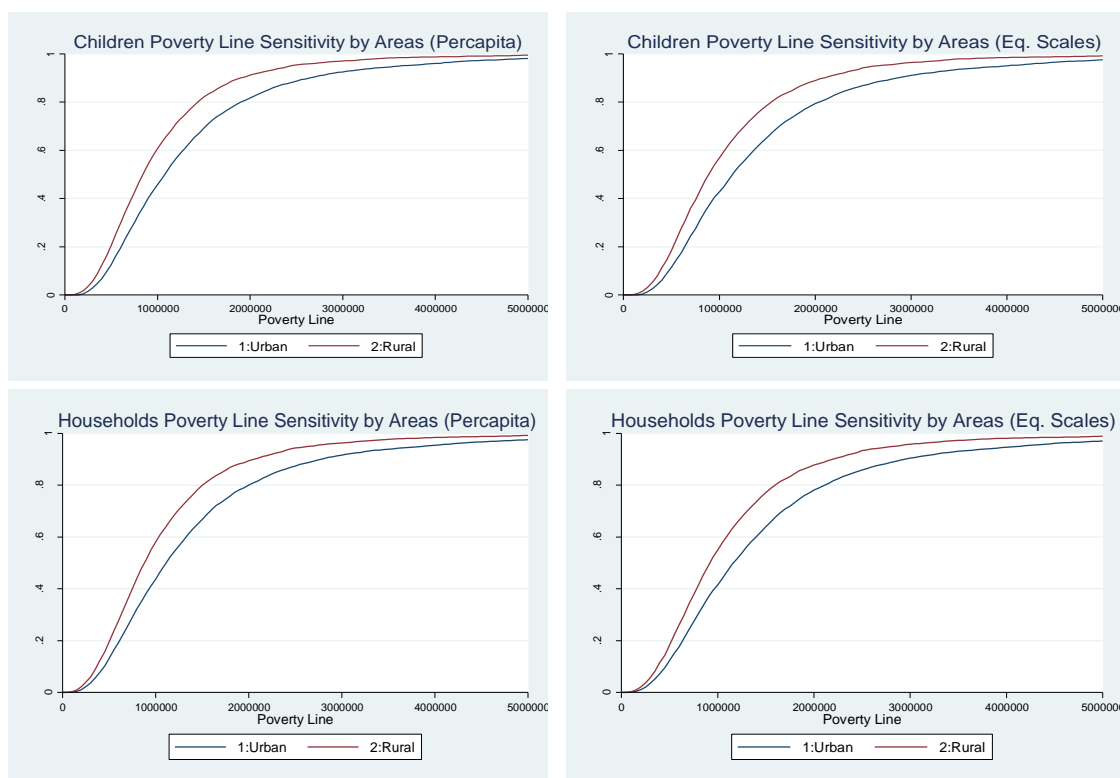 Children Poverty Line Sensitivity by Areas (Percapita)
1
.8
.6
.4
.2
0
0 1000000 2000000 3000000 4000000 5000000
Poverty Line
1:Urban 2:Rural
Children Poverty Line Sensitivity by Areas (Eq. Scales)
1
.8
.6
.4
.2
0
0 1000000 2000000 3000000 4000000 5000000
Poverty Line
1:Urban 2:Rural
Households Poverty Line Sensitivity by Areas (Percapita)
1
.8
.6
.4
.2
0
0 1000000 2000000 3000000 4000000 5000000
Poverty Line
1:Urban 2:Rural
Households Poverty Line Sensitivity by Areas (Eq. Scales)
1
.8
.6
.4
.2
0
0 1000000 2000000 3000000 4000000 5000000
Poverty Line
1:Urban 2:Rural